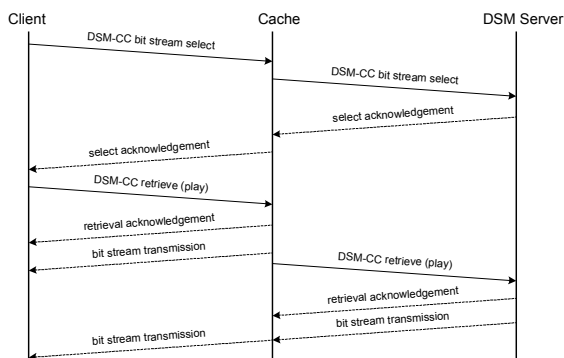 Client
Cache
DSM Server
DSM-CC bit stream select
DSM-CC bit stream select
select acknowledgement
select acknowledgement
DSM-CC retrieve (play)
retrieval acknowledgement
bit stream transmission
DSM-CC retrieve (play)
retrieval acknowledgement
bit stream transmission
bit stream transmission